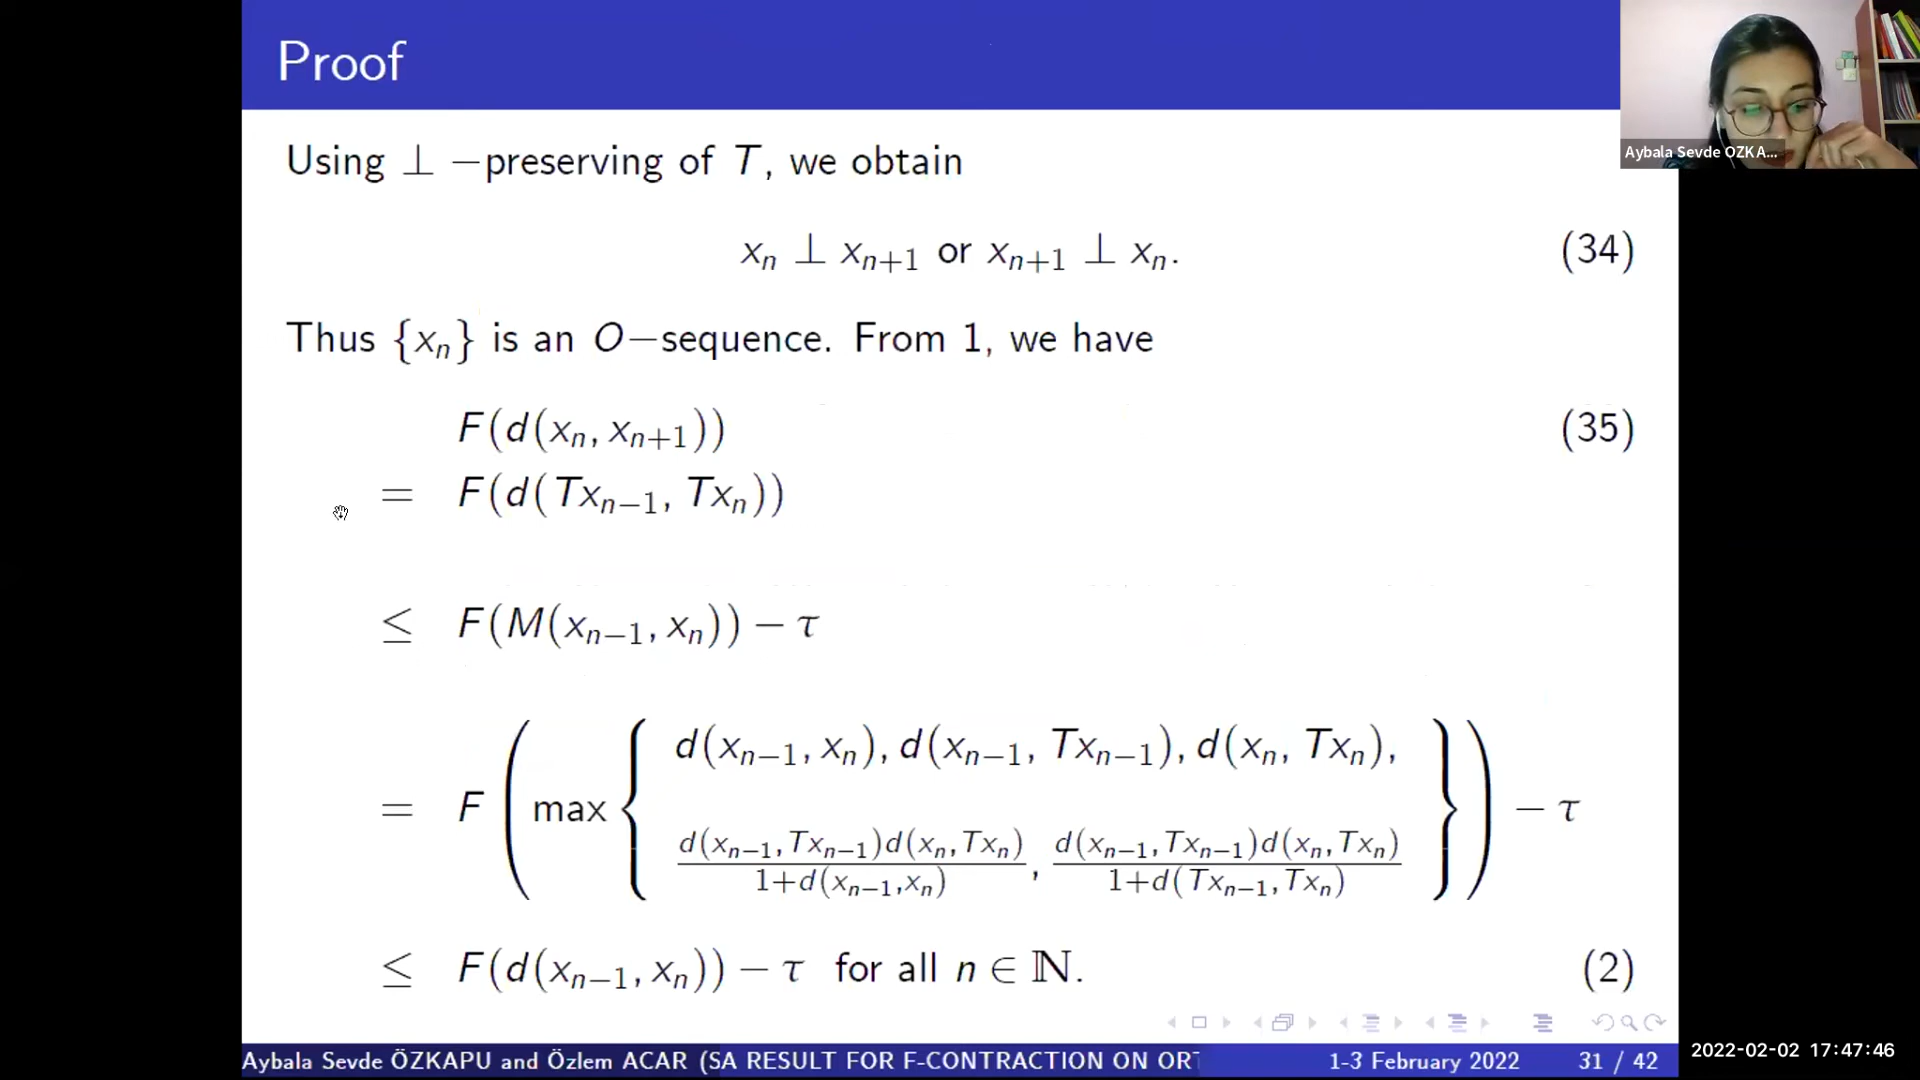 Proof
Aybala Sevde OZKA...
Using ⊥ −preserving of T, we obtain
xₙ ⊥ xₙ₊₁ or xₙ₊₁ ⊥ xₙ. (34)
Thus {xₙ} is an O−sequence. From 1, we have
F(d(xₙ, xₙ₊₁)) (35)
= F(d(Txₙ₋₁, Txₙ))
≤ F(M(xₙ₋₁, xₙ)) − τ
= F(max{d(xₙ₋₁, xₙ), d(xₙ₋₁, Txₙ₋₁), d(xₙ, Txₙ),
d(xₙ₋₁,Txₙ₋₁)d(xₙ,Txₙ)/1+d(xₙ₋₁,xₙ), d(xₙ₋₁,Txₙ₋₁)d(xₙ,Txₙ)/1+d(Txₙ₋₁,Txₙ)}) − τ
≤ F(d(xₙ₋₁, xₙ)) − τ for all n ∈ ℕ. (2)
Aybala Sevde ÖZKAPU and Özlem ACAR (SA RESULT FOR F-CONTRACTION ON ORT 1-3 February 2022 31 / 42
2022-02-02 17:47:46